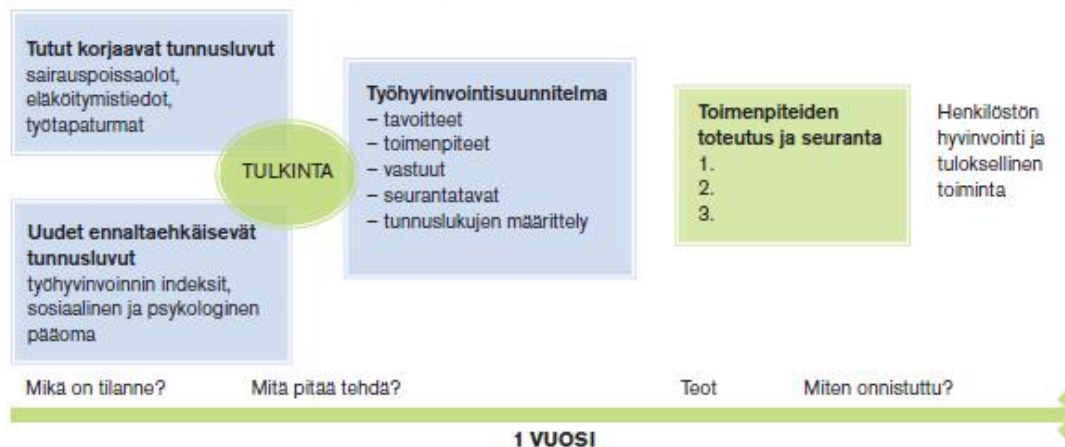 Tutut korjaavat tunnusluvut
sairauspoissaolot,
eläköitymistiedot,
työtapaturmat
Uudet ennaltaehkäisevät
tunnusluvut
työhyvinvoinnin indeksit,
sosiaalinen ja psykologinen
pääoma
TULKINTA
Työhyvinvointisuunnitelma
– tavoitteet
– toimenpiteet
– vastuut
– seurantatavat
– tunnuslukujen määrittely
Toimenpiteiden
toteutus ja seuranta
1.
2.
3.
Henkilöstön
hyvinvointi ja
tuloksellinen
toiminta
Mikä on tilanne?
Mitä pitää tehdä?
Teot
Miten onnistuttu?
1 VUOSI